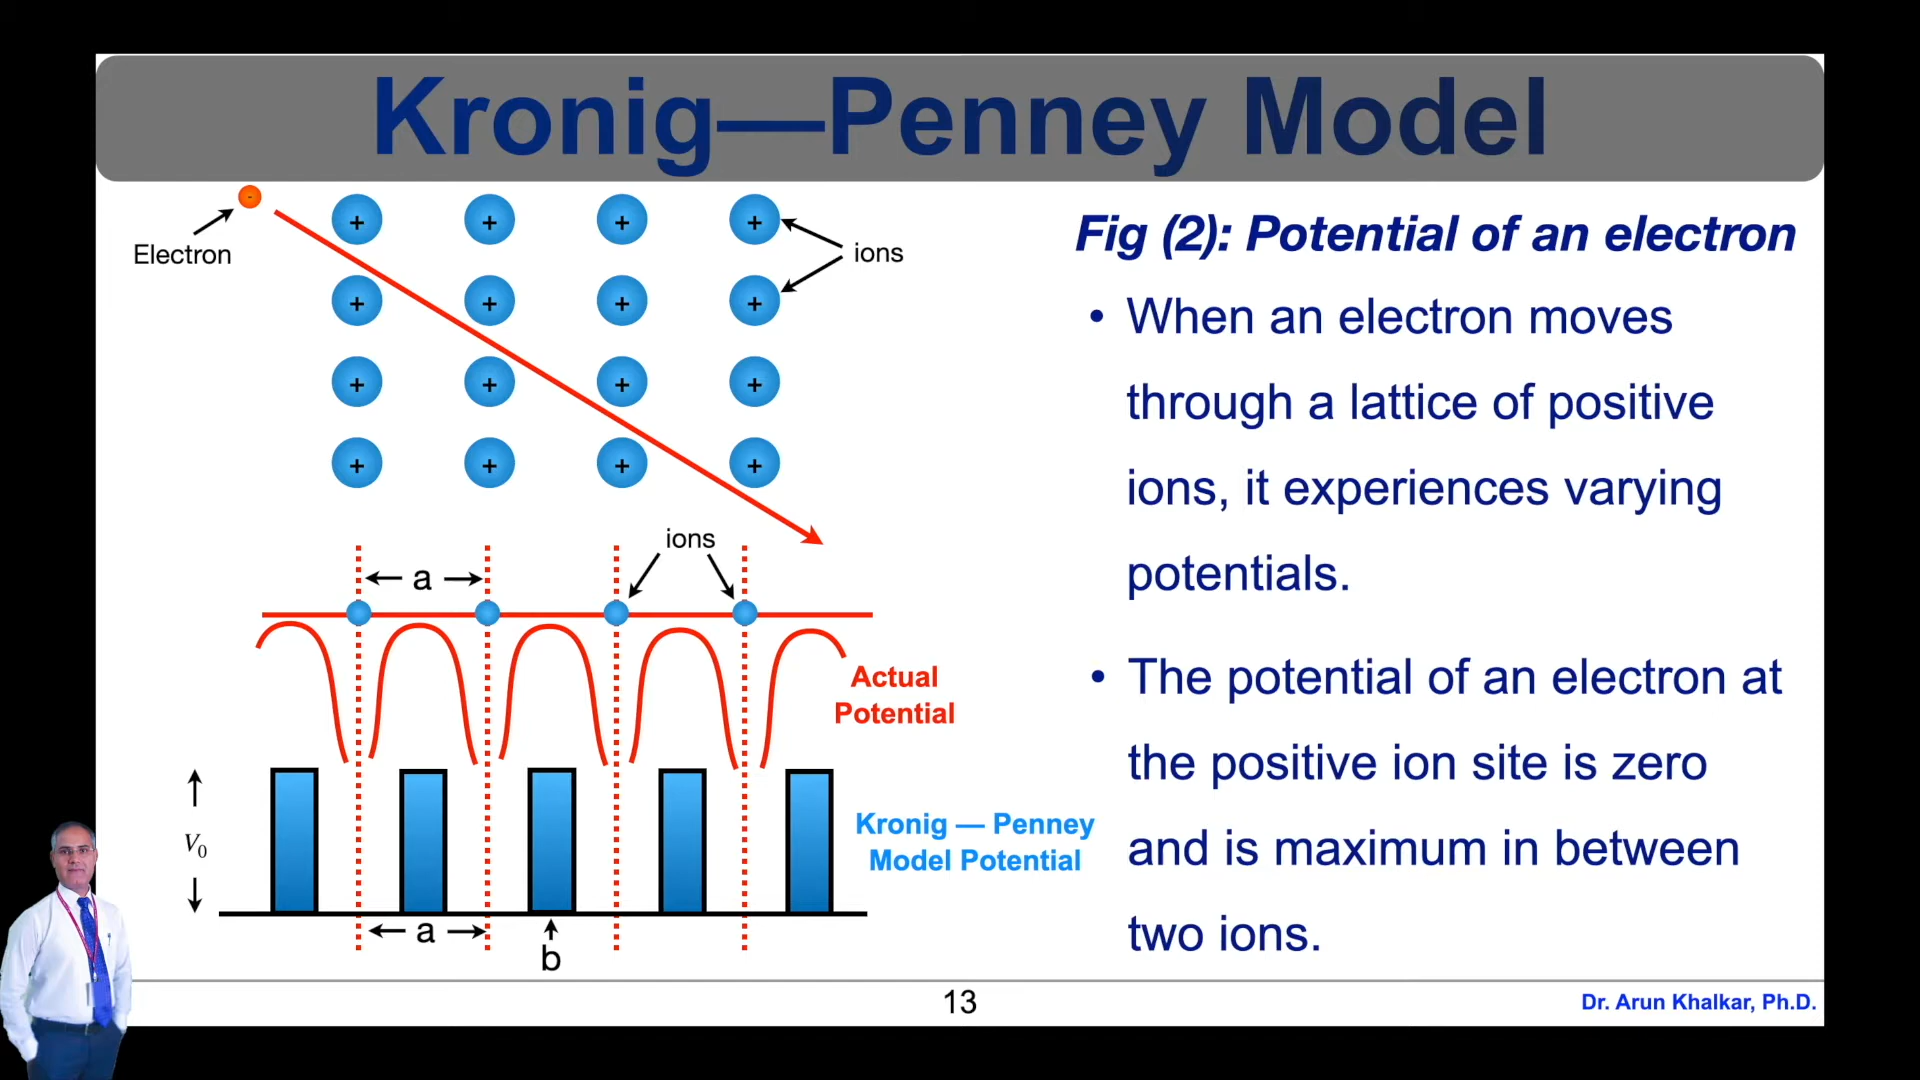 Kronig—Penney Model
-
Electron
+ + + +
ions
+ + + +
+ + + +
+ + + +
ions
a
Actual
Potential
V₀
Kronig — Penney
Model Potential
a
b
Fig (2): Potential of an electron
• When an electron moves
through a lattice of positive
ions, it experiences varying
potentials.
• The potential of an electron at
the positive ion site is zero
and is maximum in between
two ions.
13
Dr. Arun Khalkar, Ph.D.